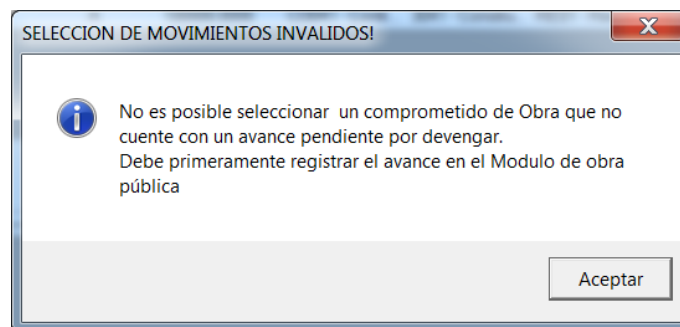 SELECCION DE MOVIMIENTOS INVALIDOS!
No es posible seleccionar  un comprometido de Obra que no
cuente con un avance pendiente por devengar.
Debe primeramente registrar el avance en el Modulo de obra
pública
Aceptar